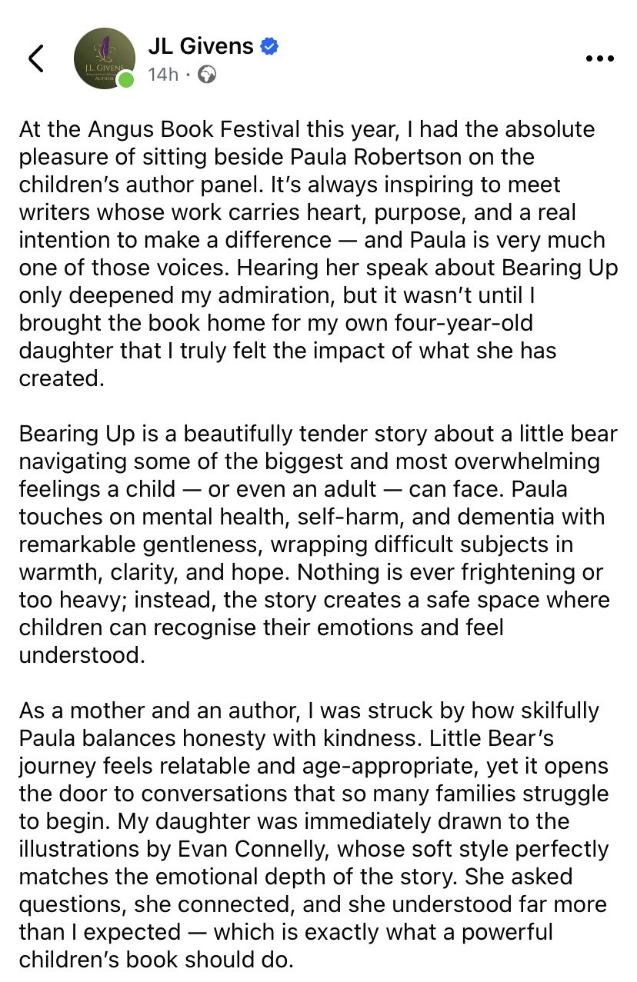 JL Givens
14h
At the Angus Book Festival this year, I had the absolute
pleasure of sitting beside Paula Robertson on the
children’s author panel. It’s always inspiring to meet
writers whose work carries heart, purpose, and a real
intention to make a difference — and Paula is very much
one of those voices. Hearing her speak about Bearing Up
only deepened my admiration, but it wasn’t until I
brought the book home for my own four-year-old
daughter that I truly felt the impact of what she has
created.
Bearing Up is a beautifully tender story about a little bear
navigating some of the biggest and most overwhelming
feelings a child — or even an adult — can face. Paula
touches on mental health, self-harm, and dementia with
remarkable gentleness, wrapping difficult subjects in
warmth, clarity, and hope. Nothing is ever frightening or
too heavy; instead, the story creates a safe space where
children can recognise their emotions and feel
understood.
As a mother and an author, I was struck by how skilfully
Paula balances honesty with kindness. Little Bear’s
journey feels relatable and age-appropriate, yet it opens
the door to conversations that so many families struggle
to begin. My daughter was immediately drawn to the
illustrations by Evan Connelly, whose soft style perfectly
matches the emotional depth of the story. She asked
questions, she connected, and she understood far more
than I expected — which is exactly what a powerful
children’s book should do.